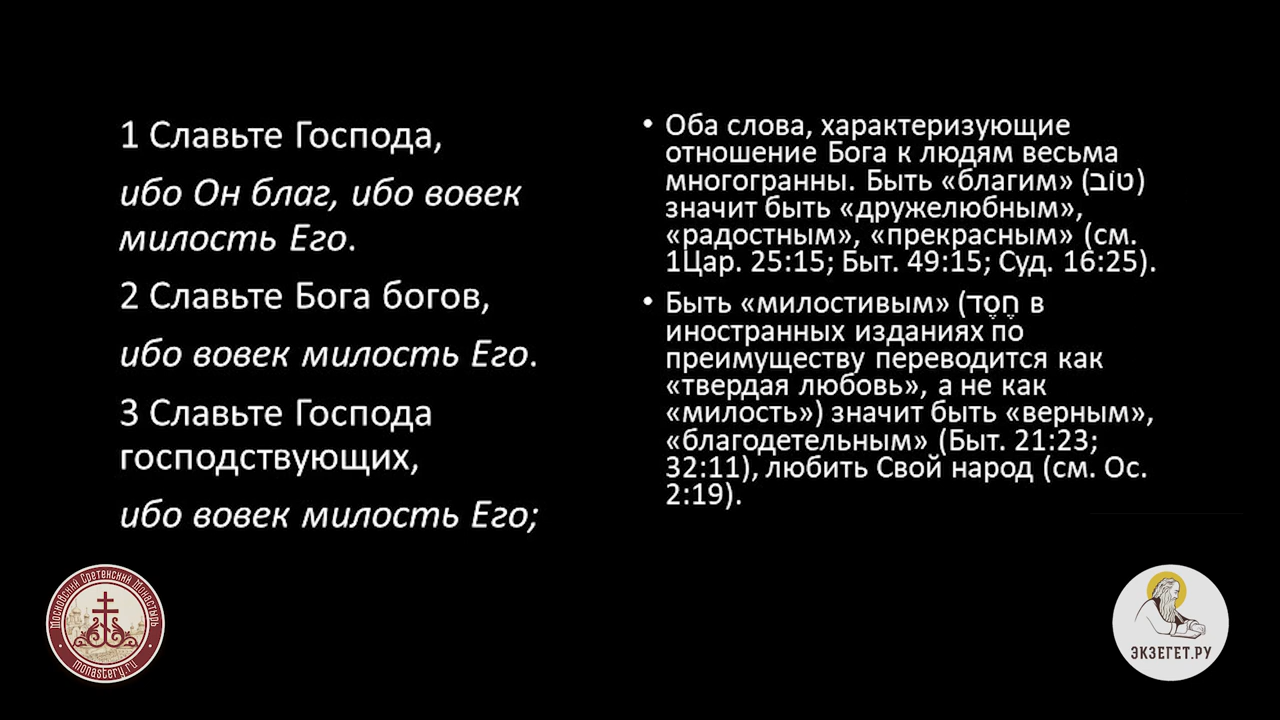 1 Славьте Господа,
ибо Он благ, ибо вовек
милость Его.
2 Славьте Бога богов,
ибо вовек милость Его.
3 Славьте Господа
господствующих,
ибо вовек милость Его;
• Оба слова, характеризующие
отношение Бога к людям весьма
многогранны. Быть «благим» (טוֹב)
значит быть «дружелюбным»,
«радостным», «прекрасным» (см.
1Цар. 25:15; Быт. 49:15; Суд. 16:25).
• Быть «милостивым» (חֶסֶד в
иностранных изданиях по
преимуществу переводится как
«твердая любовь», а не как
«милость») значит быть «верным»,
«благодетельным» (Быт. 21:23;
32:11), любить Свой народ (см. Ос.
2:19).
Московский Сретенский Монастырь
monastery.ru
ЭКЗЕГЕТ.РУ